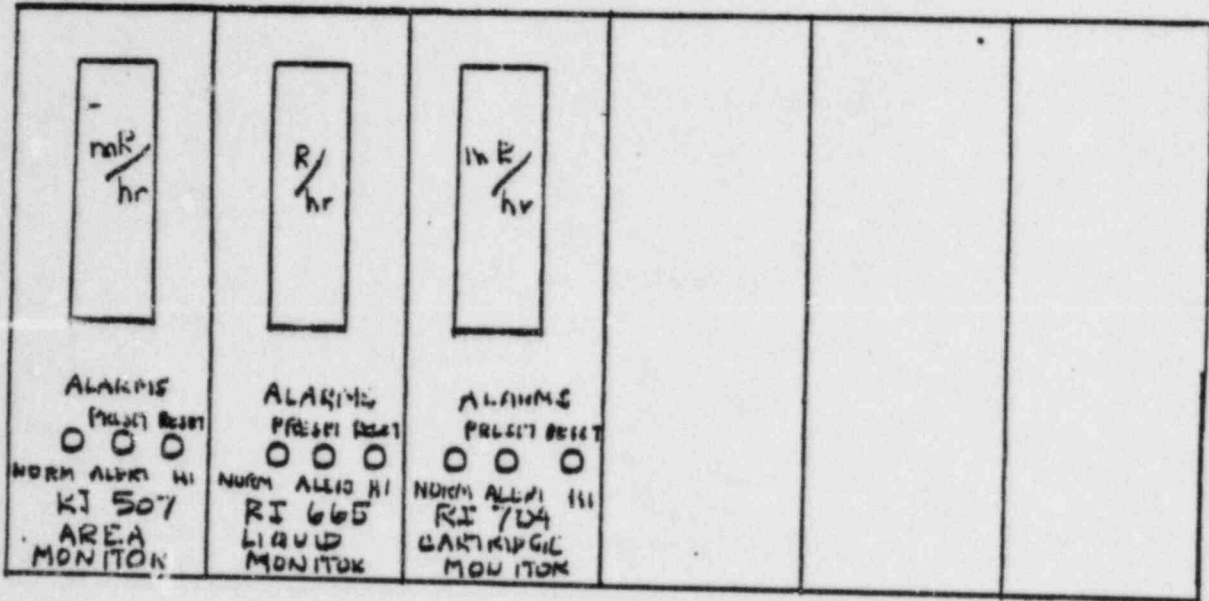 mR/hr
ALARMS
PRESET RESET
NORM ALERT HI
RI 507
AREA
MONITOR
R/hr
ALARMS
PRESET RESET
NORM ALERT HI
RI 665
LIQUID
MONITOR
mR/hr
ALARMS
PRESET RESET
NORM ALERT HI
RI 704
CARTRIDGE
MONITOR